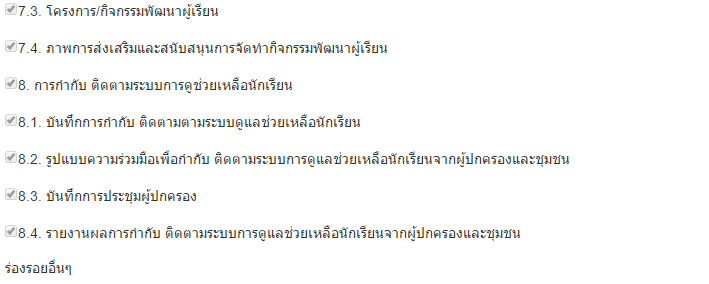 7.3. โครงการ/กิจกรรมพัฒนาผู้เรียน
7.4. ภาพการส่งเสริมและสนับสนุนการจัดทำกิจกรรมพัฒนาผู้เรียน
8. การกำกับ ติดตามระบบการดูช่วยเหลือนักเรียน
8.1. บันทึกการกำกับ ติดตามตามระบบดูแลช่วยเหลือนักเรียน
8.2. รูปแบบความร่วมมือเพื่อกำกับ ติดตามระบบการดูแลช่วยเหลือนักเรียนจากผู้ปกครองและชุมชน
8.3. บันทึกการประชุมผู้ปกครอง
8.4. รายงานผลการกำกับ ติดตามระบบการดูแลช่วยเหลือนักเรียนจากผู้ปกครองและชุมชน
ร่องรอยอื่นๆ